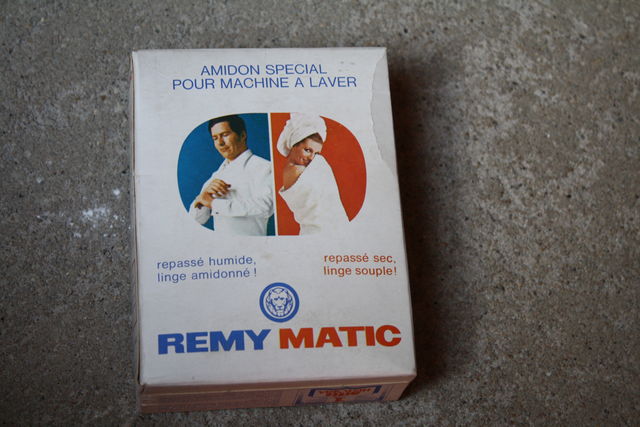 AMIDON SPECIAL
POUR MACHINE A LAVER
repassé humide,
linge amidonné !
repassé sec,
linge souple!
REMY MATIC